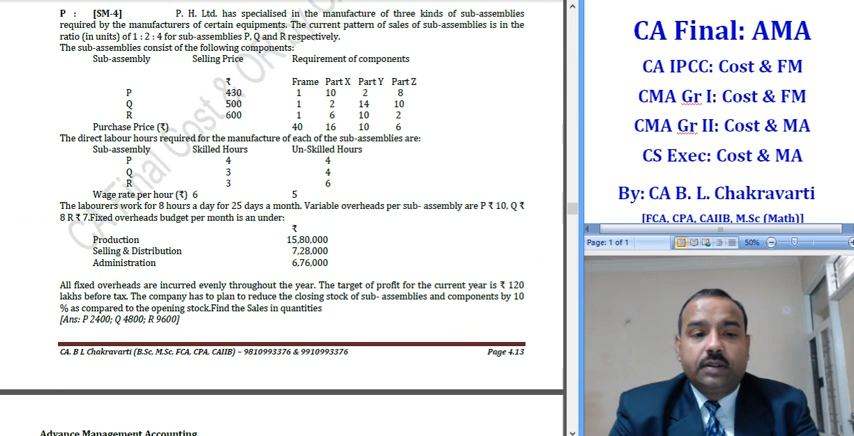 P : [SM-4] P. H. Ltd. has specialised in the manufacture of three kinds of sub-assemblies
required by the manufacturers of certain equipments. The current pattern of sales of sub-assemblies is in the
ratio (in units) of 1 : 2 : 4 for sub-assemblies P, Q and R respectively.
The sub-assemblies consist of the following components:
Sub-assembly Selling Price Requirement of components
₹ Frame Part X Part Y Part Z
P 430 1 10 2 8
Q 500 1 2 14 10
R 600 1 6 10 2
Purchase Price (₹) 40 16 10 6
The direct labour hours required for the manufacture of each of the sub-assemblies are:
Sub-assembly Skilled Hours Un-Skilled Hours
P 4 4
Q 3 4
R 3 6
Wage rate per hour (₹) 6 5
The labourers work for 8 hours a day for 25 days a month. Variable overheads per sub- assembly are P ₹ 10, Q ₹
8 R ₹ 7.Fixed overheads budget per month is an under:
₹
Production 15,80,000
Selling & Distribution 7,28,000
Administration 6,76,000
All fixed overheads are incurred evenly throughout the year. The target of profit for the current year is ₹ 120
lakhs before tax. The company has to plan to reduce the closing stock of sub- assemblies and components by 10
% as compared to the opening stock.Find the Sales in quantities
[Ans: P 2400; Q 4800; R 9600]
CA. B L Chakravarti (B.Sc, M.Sc, FCA, CPA, CAIIB) – 9810993376 & 9910993376 Page 4.13
Advance Management Accounting
CA Final: AMA
CA IPCC: Cost & FM
CMA Gr I: Cost & FM
CMA Gr II: Cost & MA
CS Exec: Cost & MA
By: CA B. L. Chakravarti
[FCA, CPA, CAIIB, M.Sc (Math)]
Page: 1 of 1 50%